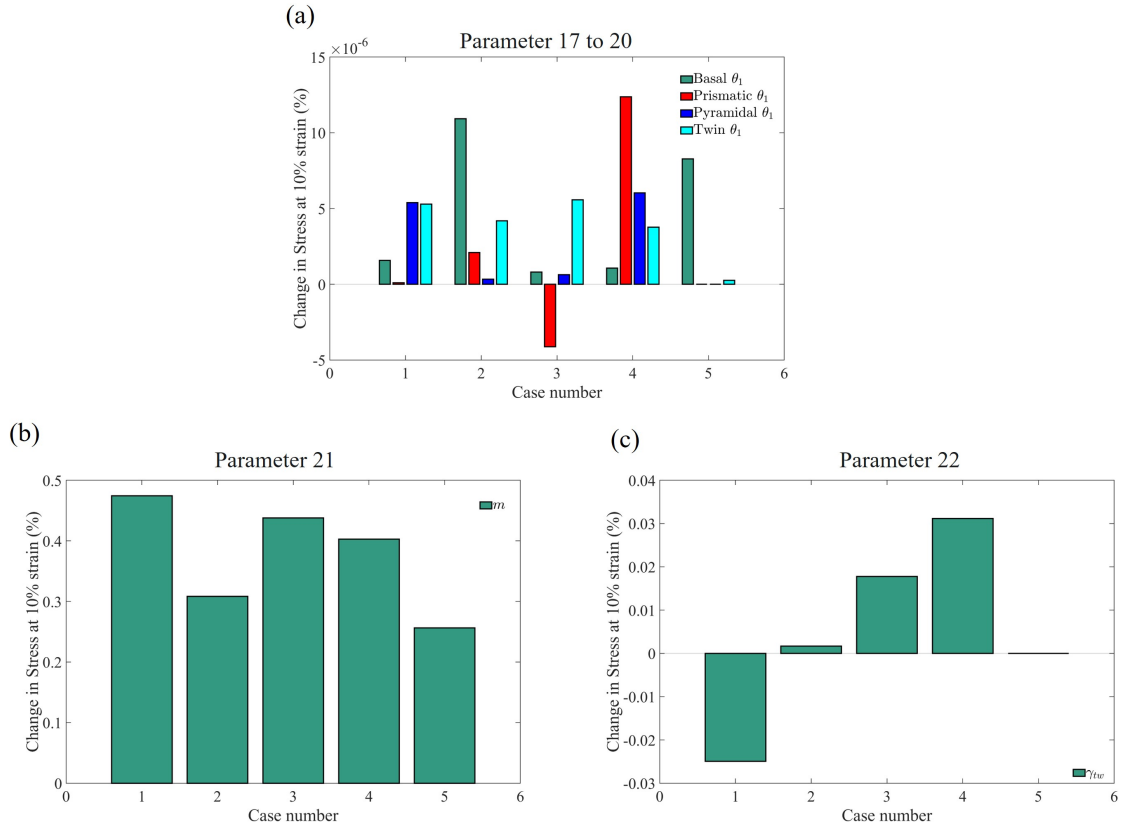 (a)
Parameter 17 to 20
×10⁻⁶
Change in Stress at 10% strain (%)
15
10
5
0
-5
Basal θ₁
Prismatic θ₁
Pyramidal θ₁
Twin θ₁
0 1 2 3 4 5 6
Case number
(b)
Parameter 21
Change in Stress at 10% strain (%)
0.5
0.4
0.3
0.2
0.1
0
m
0 1 2 3 4 5 6
Case number
(c)
Parameter 22
Change in Stress at 10% strain (%)
0.04
0.03
0.02
0.01
0
-0.01
-0.02
-0.03
γ_tw
0 1 2 3 4 5 6
Case number